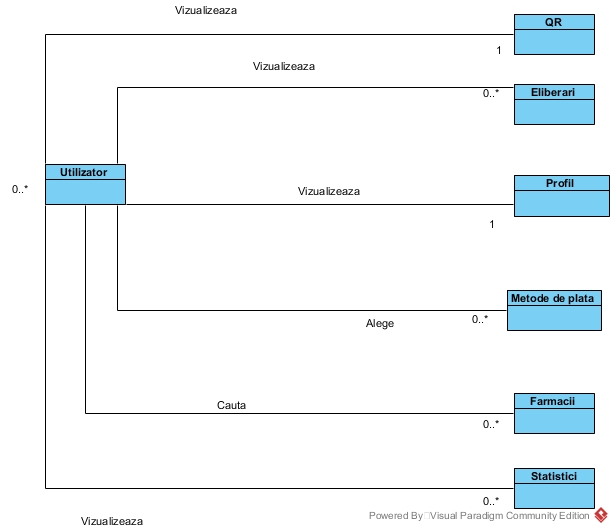 Vizualizeaza
QR
1
Vizualizeaza
Eliberari
0..*
Utilizator
0..*
Vizualizeaza
Profil
1
Metode de plata
0..*
Alege
Cauta
Farmacii
0..*
Statistici
0..*
Powered By Visual Paradigm Community Edition
Vizualizeaza